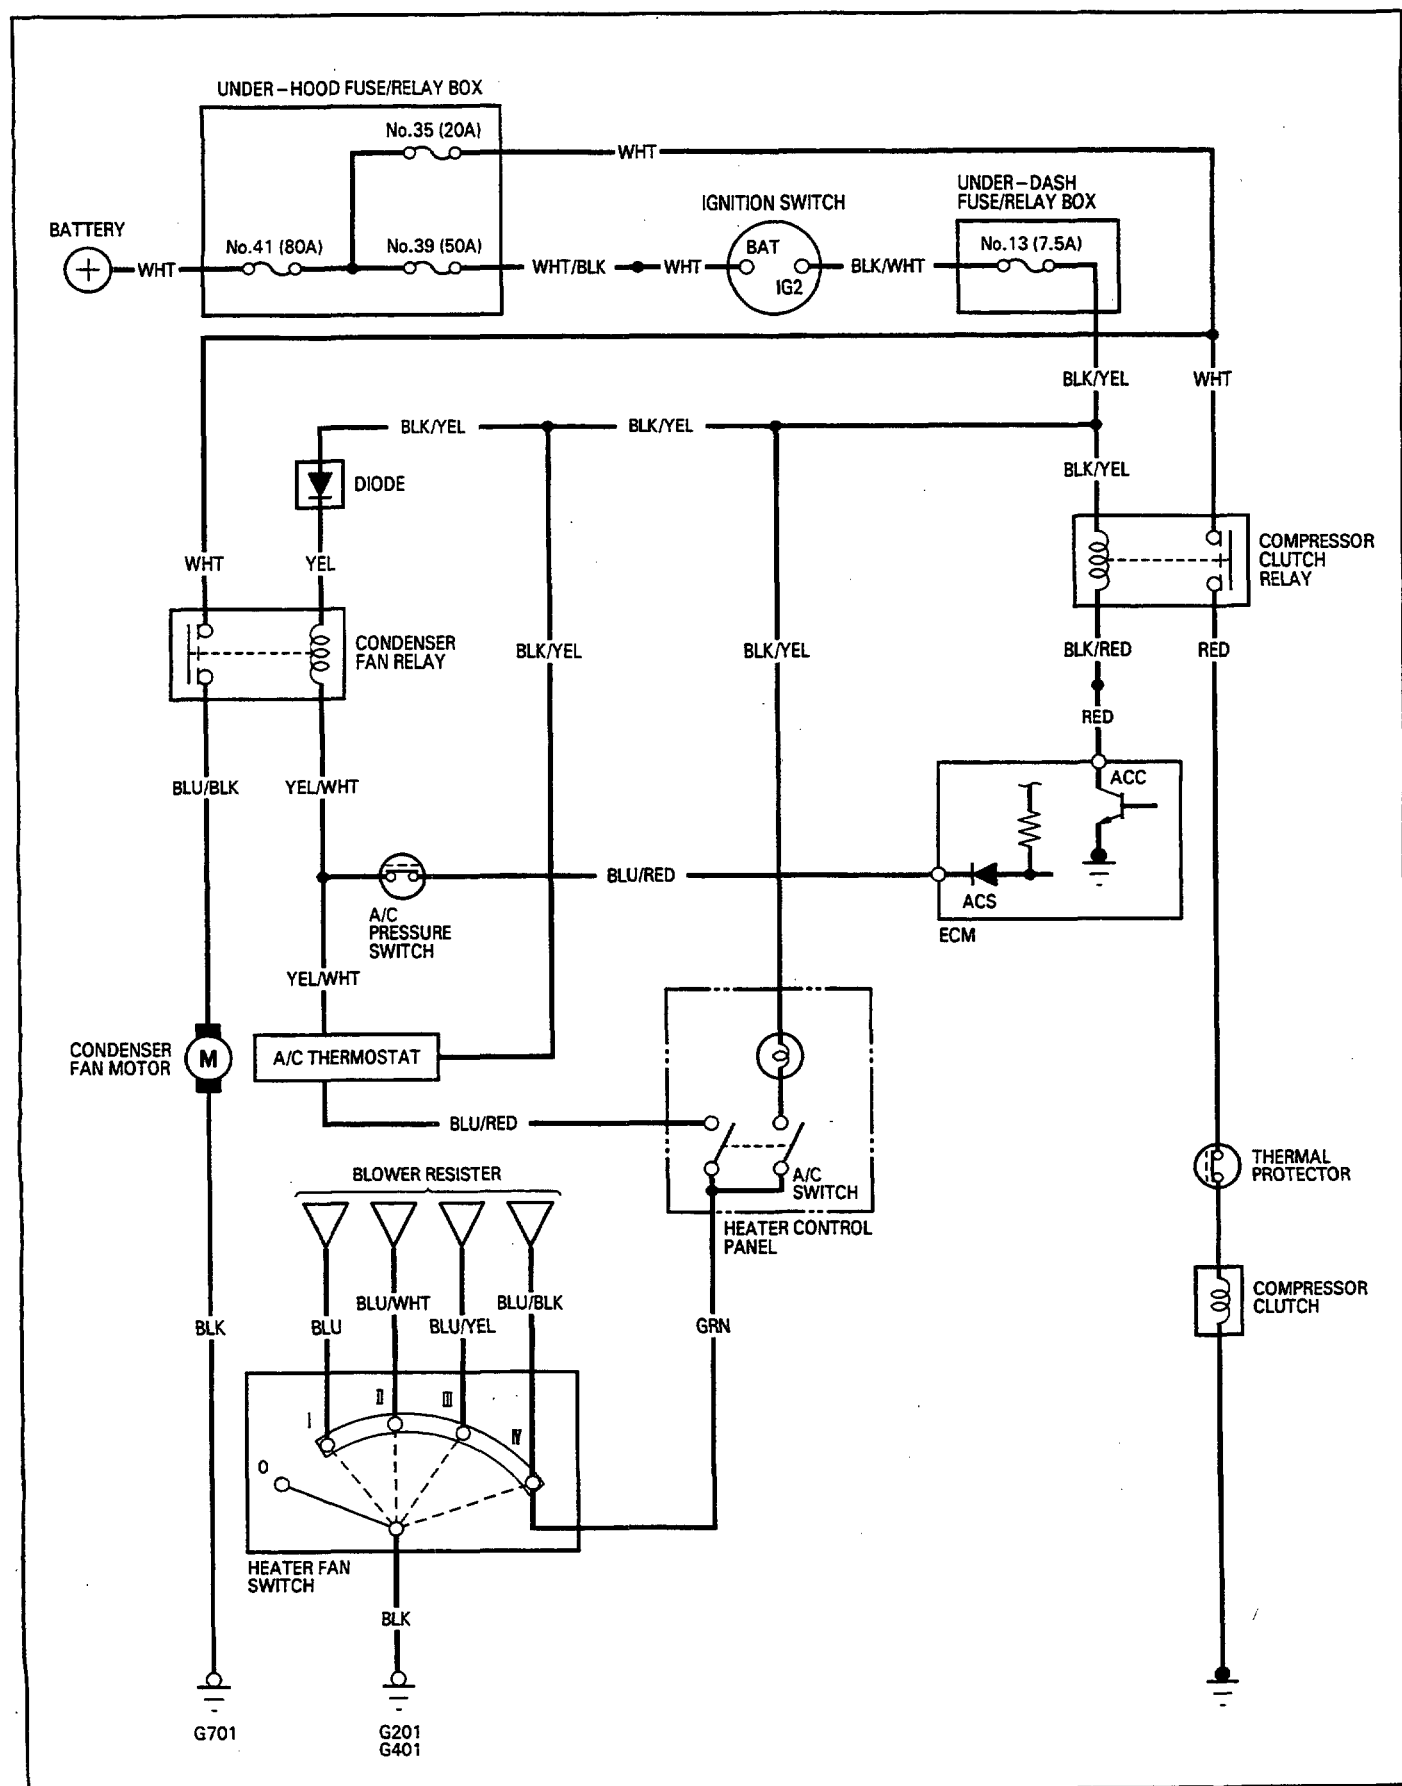 UNDER-HOOD FUSE/RELAY BOX
No.35 (20A)
WHT
UNDER-DASH
FUSE/RELAY BOX
IGNITION SWITCH
BATTERY
No.41 (80A)
No.39 (50A)
BAT
No.13 (7.5A)
+
WHT
WHT/BLK
WHT
BLK/WHT
IG2
BLK/YEL
WHT
BLK/YEL
BLK/YEL
BLK/YEL
DIODE
COMPRESSOR
CLUTCH
RELAY
WHT
YEL
CONDENSER
FAN RELAY
BLK/YEL
BLK/YEL
BLK/RED
RED
RED
ACC
BLU/BLK
YEL/WHT
BLU/RED
ACS
ECM
A/C
PRESSURE
SWITCH
YEL/WHT
CONDENSER
FAN MOTOR
M
A/C THERMOSTAT
BLU/RED
THERMAL
PROTECTOR
A/C
SWITCH
BLOWER RESISTER
HEATER CONTROL
PANEL
COMPRESSOR
CLUTCH
BLU/WHT
BLU/BLK
BLK
BLU
BLU/YEL
GRN
I
II
III
IV
O
HEATER FAN
SWITCH
BLK
G701
G201
G401